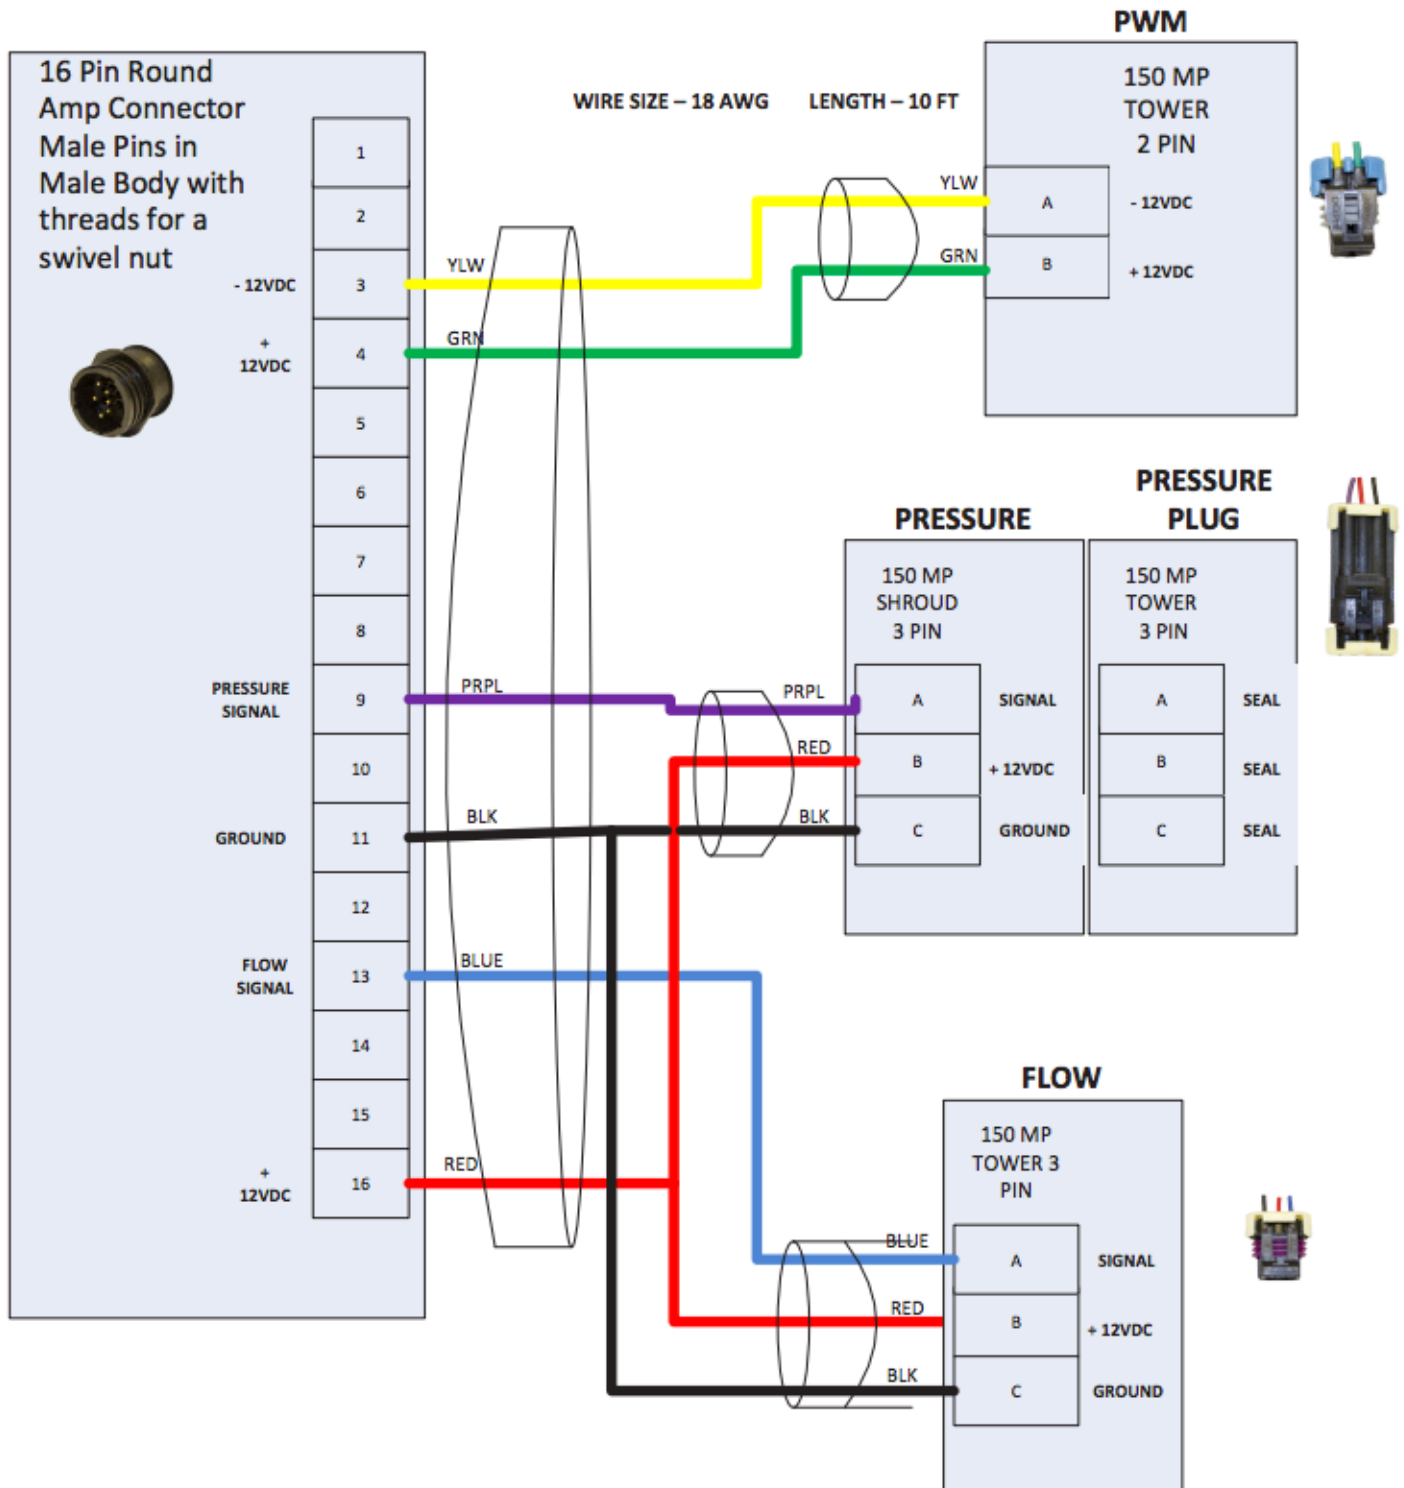 PWM
16 Pin Round
Amp Connector
Male Pins in
Male Body with
threads for a
swivel nut
WIRE SIZE – 18 AWG
LENGTH – 10 FT
150 MP
TOWER
2 PIN
1
2
- 12VDC
3
YLW
+
12VDC
4
GRN
5
6
7
8
PRESSURE
SIGNAL
9
PRPL
10
GROUND
11
BLK
12
FLOW
SIGNAL
13
BLUE
14
15
+
12VDC
16
RED
YLW
A
- 12VDC
GRN
B
+ 12VDC
PRESSURE
150 MP
SHROUD
3 PIN
PRPL
A
SIGNAL
RED
B
+ 12VDC
BLK
C
GROUND
PRESSURE
PLUG
150 MP
TOWER
3 PIN
A
SEAL
B
SEAL
C
SEAL
FLOW
150 MP
TOWER 3
PIN
BLUE
A
SIGNAL
RED
B
+ 12VDC
BLK
C
GROUND